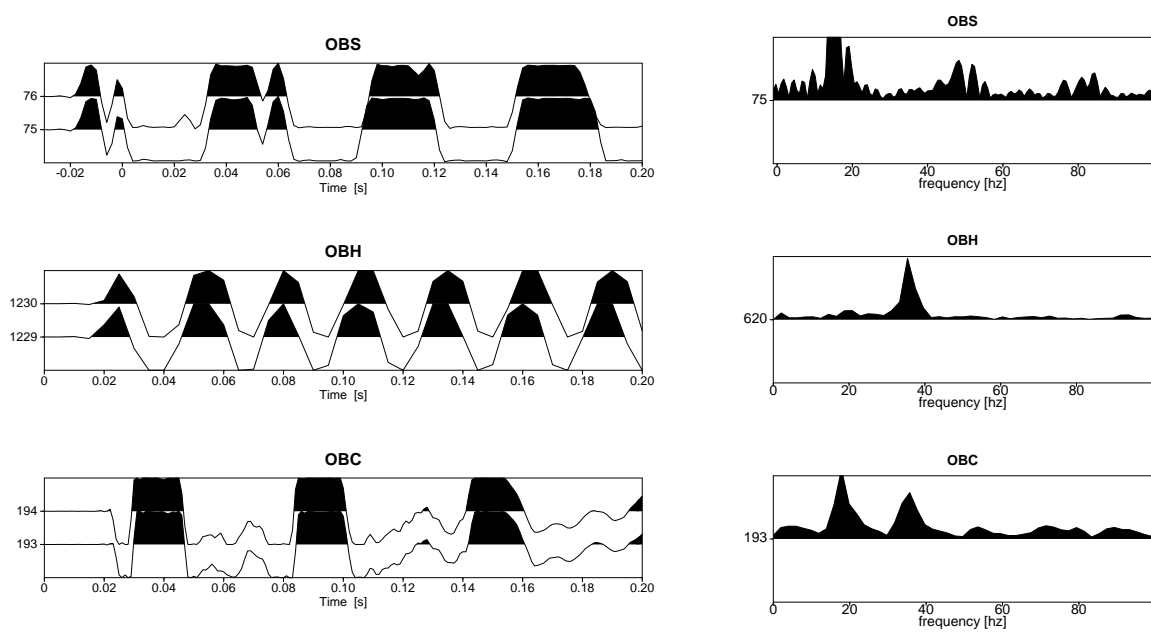 OBS
76
75
-0.02 0 0.02 0.04 0.06 0.08 0.10 0.12 0.14 0.16 0.18 0.20
Time [s]
OBS
75
0 20 40 60 80
frequency [hz]
OBH
1230
1229
0 0.02 0.04 0.06 0.08 0.10 0.12 0.14 0.16 0.18 0.20
Time [s]
OBH
620
0 20 40 60 80
frequency [hz]
OBC
194
193
0 0.02 0.04 0.06 0.08 0.10 0.12 0.14 0.16 0.18 0.20
Time [s]
OBC
193
0 20 40 60 80
frequency [hz]